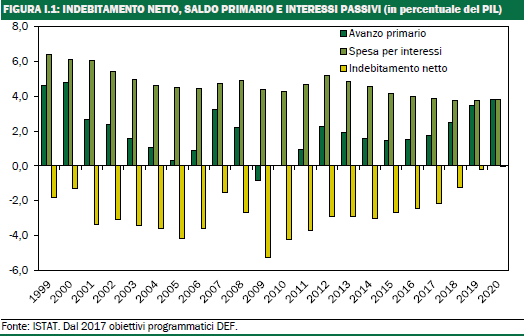 FIGURA I.1: INDEBITAMENTO NETTO, SALDO PRIMARIO E INTERESSI PASSIVI (in percentuale del PIL)
8,0
6,0
4,0
2,0
0,0
-2,0
-4,0
-6,0
Avanzo primario
Spesa per interessi
Indebitamento netto
1999 2000 2001 2002 2003 2004 2005 2006 2007 2008 2009 2010 2011 2012 2013 2014 2015 2016 2017 2018 2019 2020
Fonte: ISTAT. Dal 2017 obiettivi programmatici DEF.